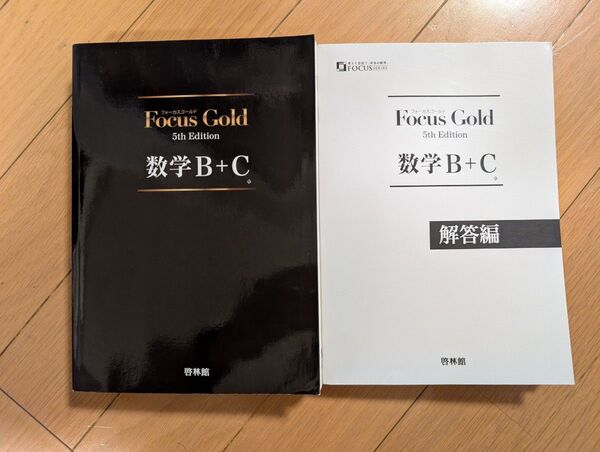 フォーカスゴールド
Focus Gold
5th Edition
数学B+C
啓林館
FOCUS
SERIES
フォーカスゴールド
Focus Gold
5th Edition
数学B+C
解答編
啓林館